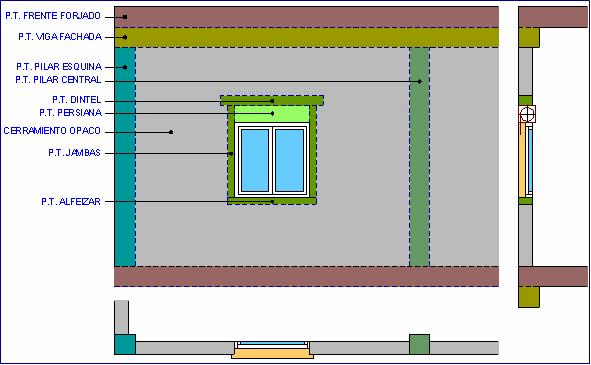 P.T. FRENTE FORJADO
P.T. VIGA FACHADA
P.T. PILAR ESQUINA
P.T. PILAR CENTRAL
P.T. DINTEL
P.T. PERSIANA
CERRAMIENTO OPACO
P.T. JAMBAS
P.T. ALFEIZAR